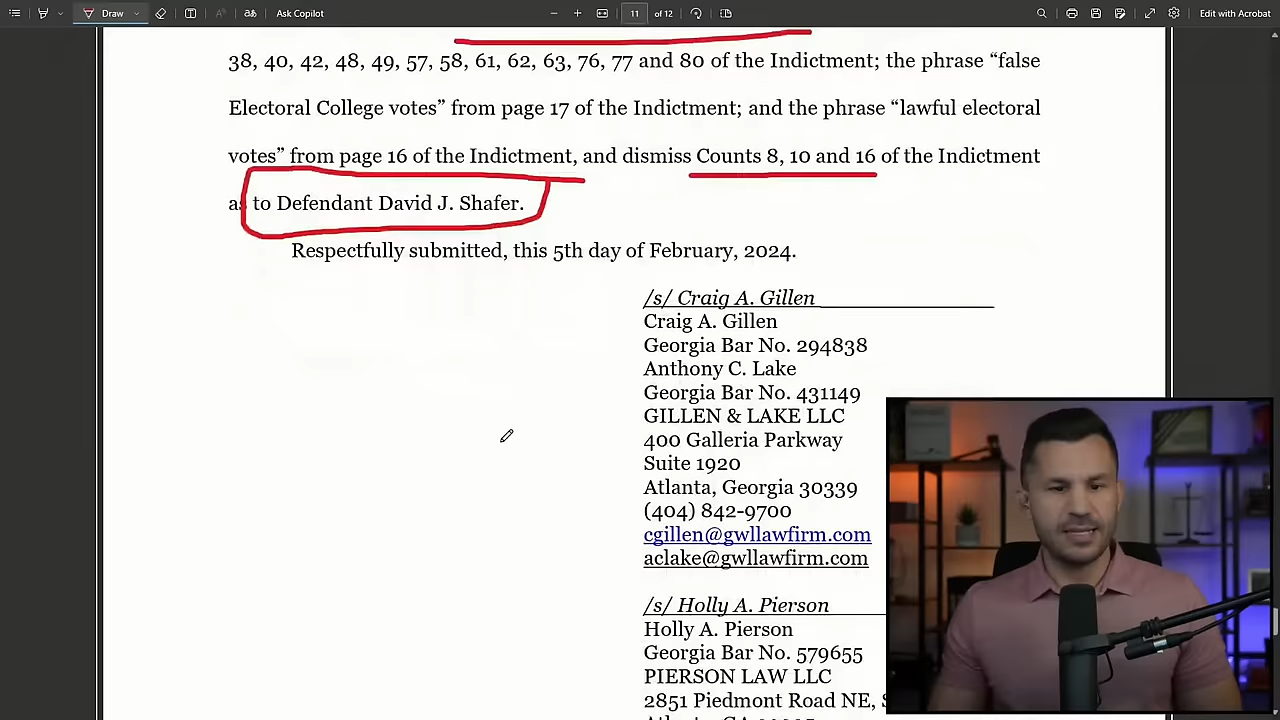 Draw
Ask Copilot
11 of 12
Edit with Acrobat
38, 40, 42, 48, 49, 57, 58, 61, 62, 63, 76, 77 and 80 of the Indictment; the phrase “false
Electoral College votes” from page 17 of the Indictment; and the phrase “lawful electoral
votes” from page 16 of the Indictment, and dismiss Counts 8, 10 and 16 of the Indictment
as to Defendant David J. Shafer.
Respectfully submitted, this 5th day of February, 2024.
/s/ Craig A. Gillen
Craig A. Gillen
Georgia Bar No. 294838
Anthony C. Lake
Georgia Bar No. 431149
GILLEN & LAKE LLC
400 Galleria Parkway
Suite 1920
Atlanta, Georgia 30339
(404) 842-9700
cgillen@gwllawfirm.com
aclake@gwllawfirm.com
/s/ Holly A. Pierson
Holly A. Pierson
Georgia Bar No. 579655
PIERSON LAW LLC
2851 Piedmont Road NE,